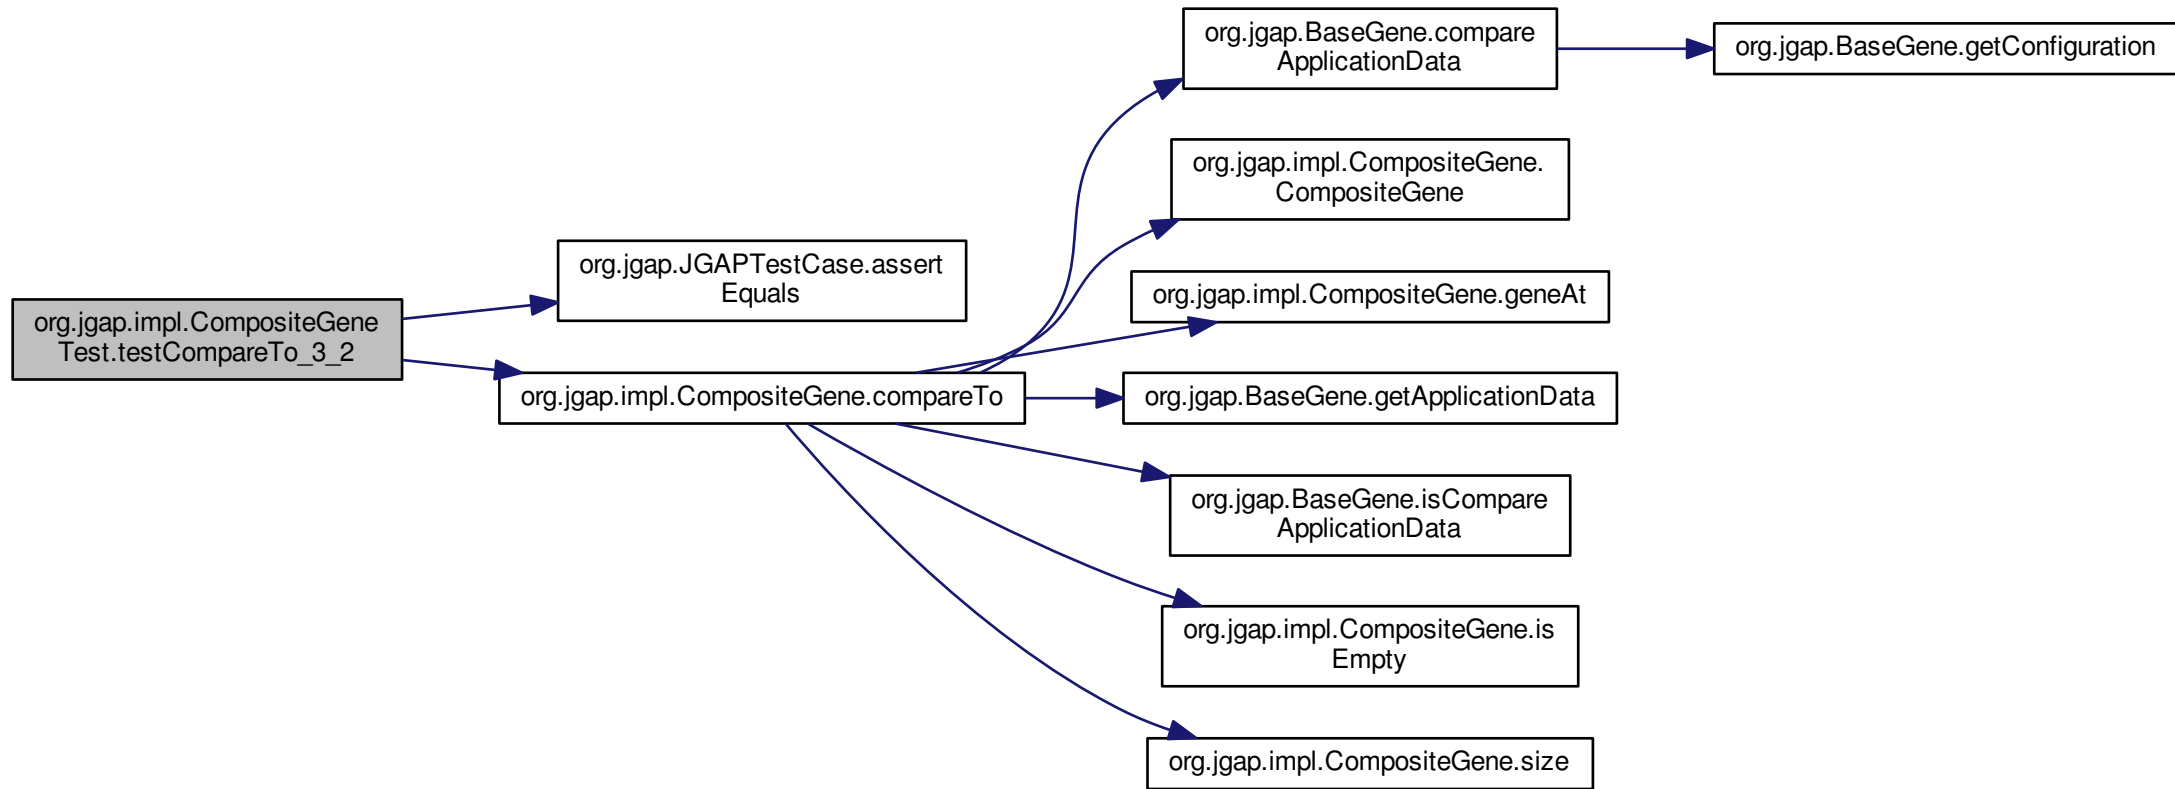 org.jgap.impl.CompositeGene
Test.testCompareTo_3_2
org.jgap.JGAPTestCase.assert
Equals
org.jgap.impl.CompositeGene.compareTo
org.jgap.BaseGene.compare
ApplicationData
org.jgap.BaseGene.getConfiguration
org.jgap.impl.CompositeGene.
CompositeGene
org.jgap.impl.CompositeGene.geneAt
org.jgap.BaseGene.getApplicationData
org.jgap.BaseGene.isCompare
ApplicationData
org.jgap.impl.CompositeGene.is
Empty
org.jgap.impl.CompositeGene.size